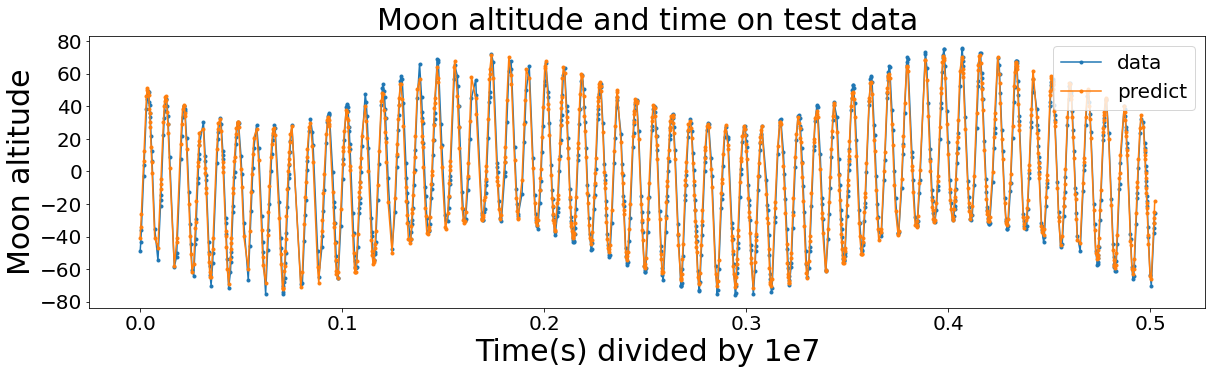 Moon altitude and time on test data
Moon altitude
80
60
40
20
0
−20
−40
−60
−80
data
predict
0.0 0.1 0.2 0.3 0.4 0.5
Time(s) divided by 1e7